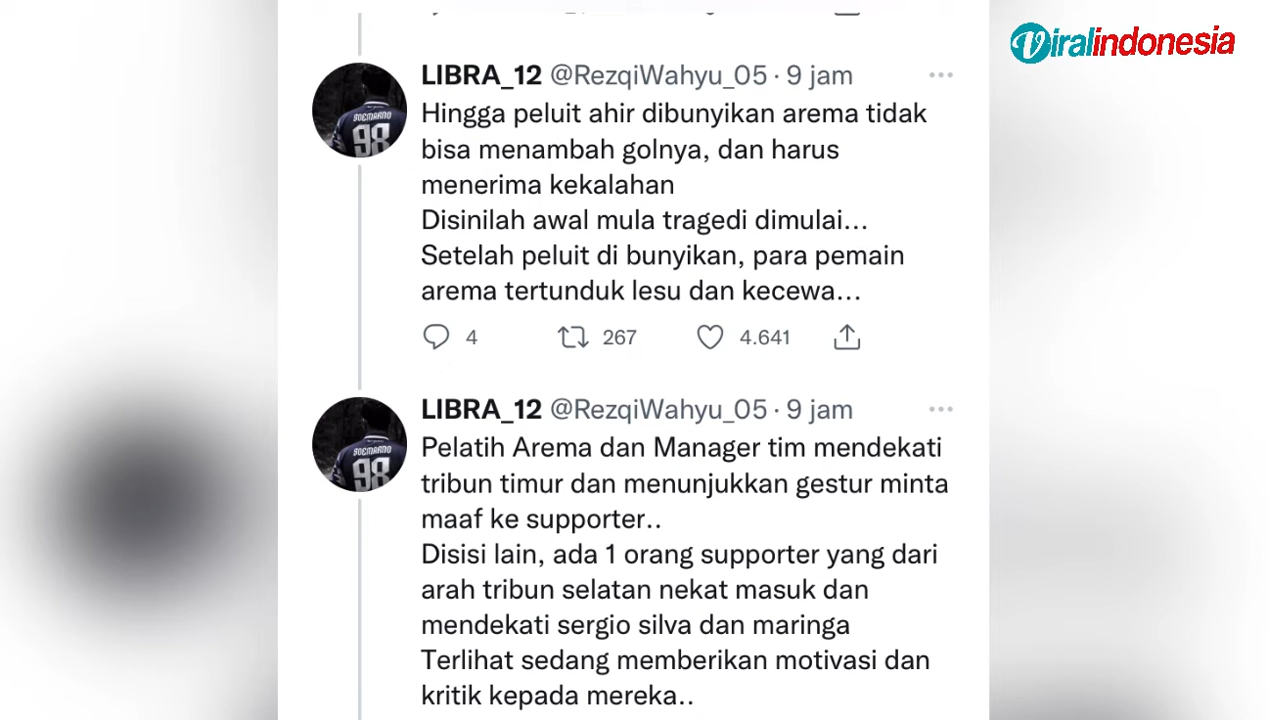 Viralindonesia
LIBRA_12 @RezqiWahyu_05 · 9 jam
Hingga peluit ahir dibunyikan arema tidak
bisa menambah golnya, dan harus
menerima kekalahan
Disinilah awal mula tragedi dimulai...
Setelah peluit di bunyikan, para pemain
arema tertunduk lesu dan kecewa...
4 267 4.641
LIBRA_12 @RezqiWahyu_05 · 9 jam
Pelatih Arema dan Manager tim mendekati
tribun timur dan menunjukkan gestur minta
maaf ke supporter..
Disisi lain, ada 1 orang supporter yang dari
arah tribun selatan nekat masuk dan
mendekati sergio silva dan maringa
Terlihat sedang memberikan motivasi dan
kritik kepada mereka..
SOEMARNO
98
SOEMARNO
98